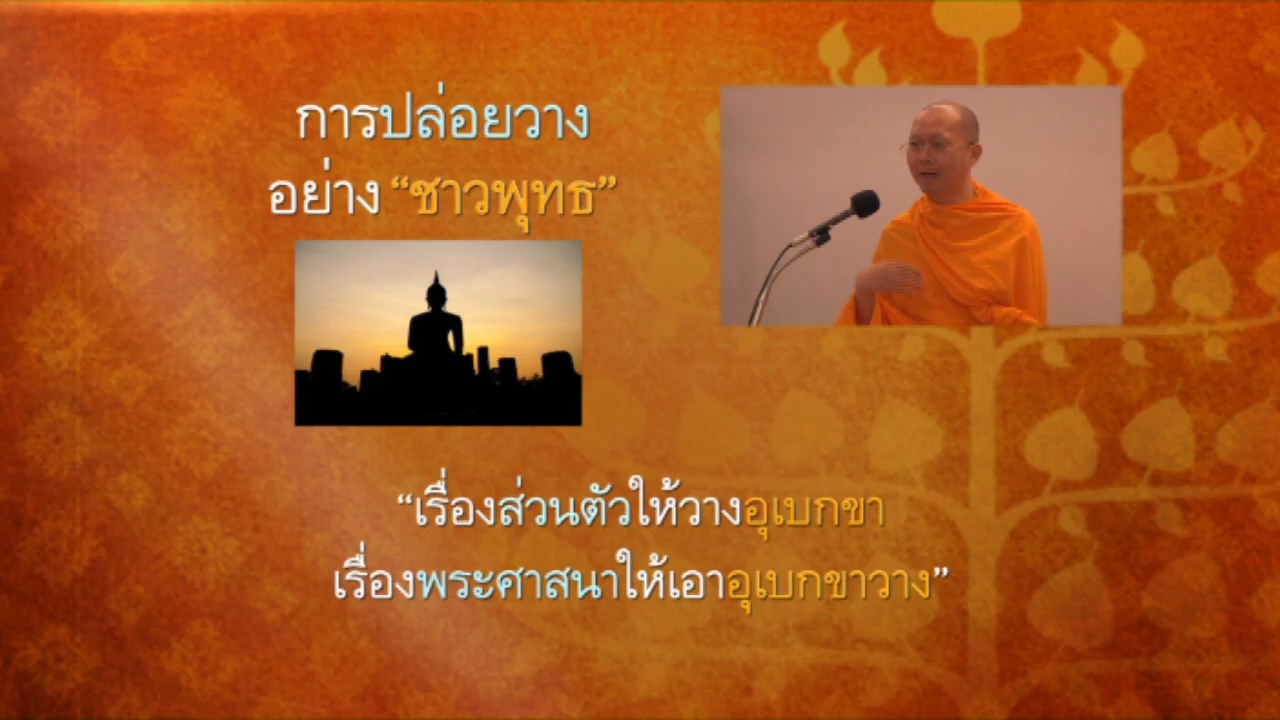 การปล่อยวาง
อย่าง “ชาวพุทธ”
“เรื่องส่วนตัวให้วางอุเบกขา
เรื่องพระศาสนาให้เอาอุเบกขาวาง”